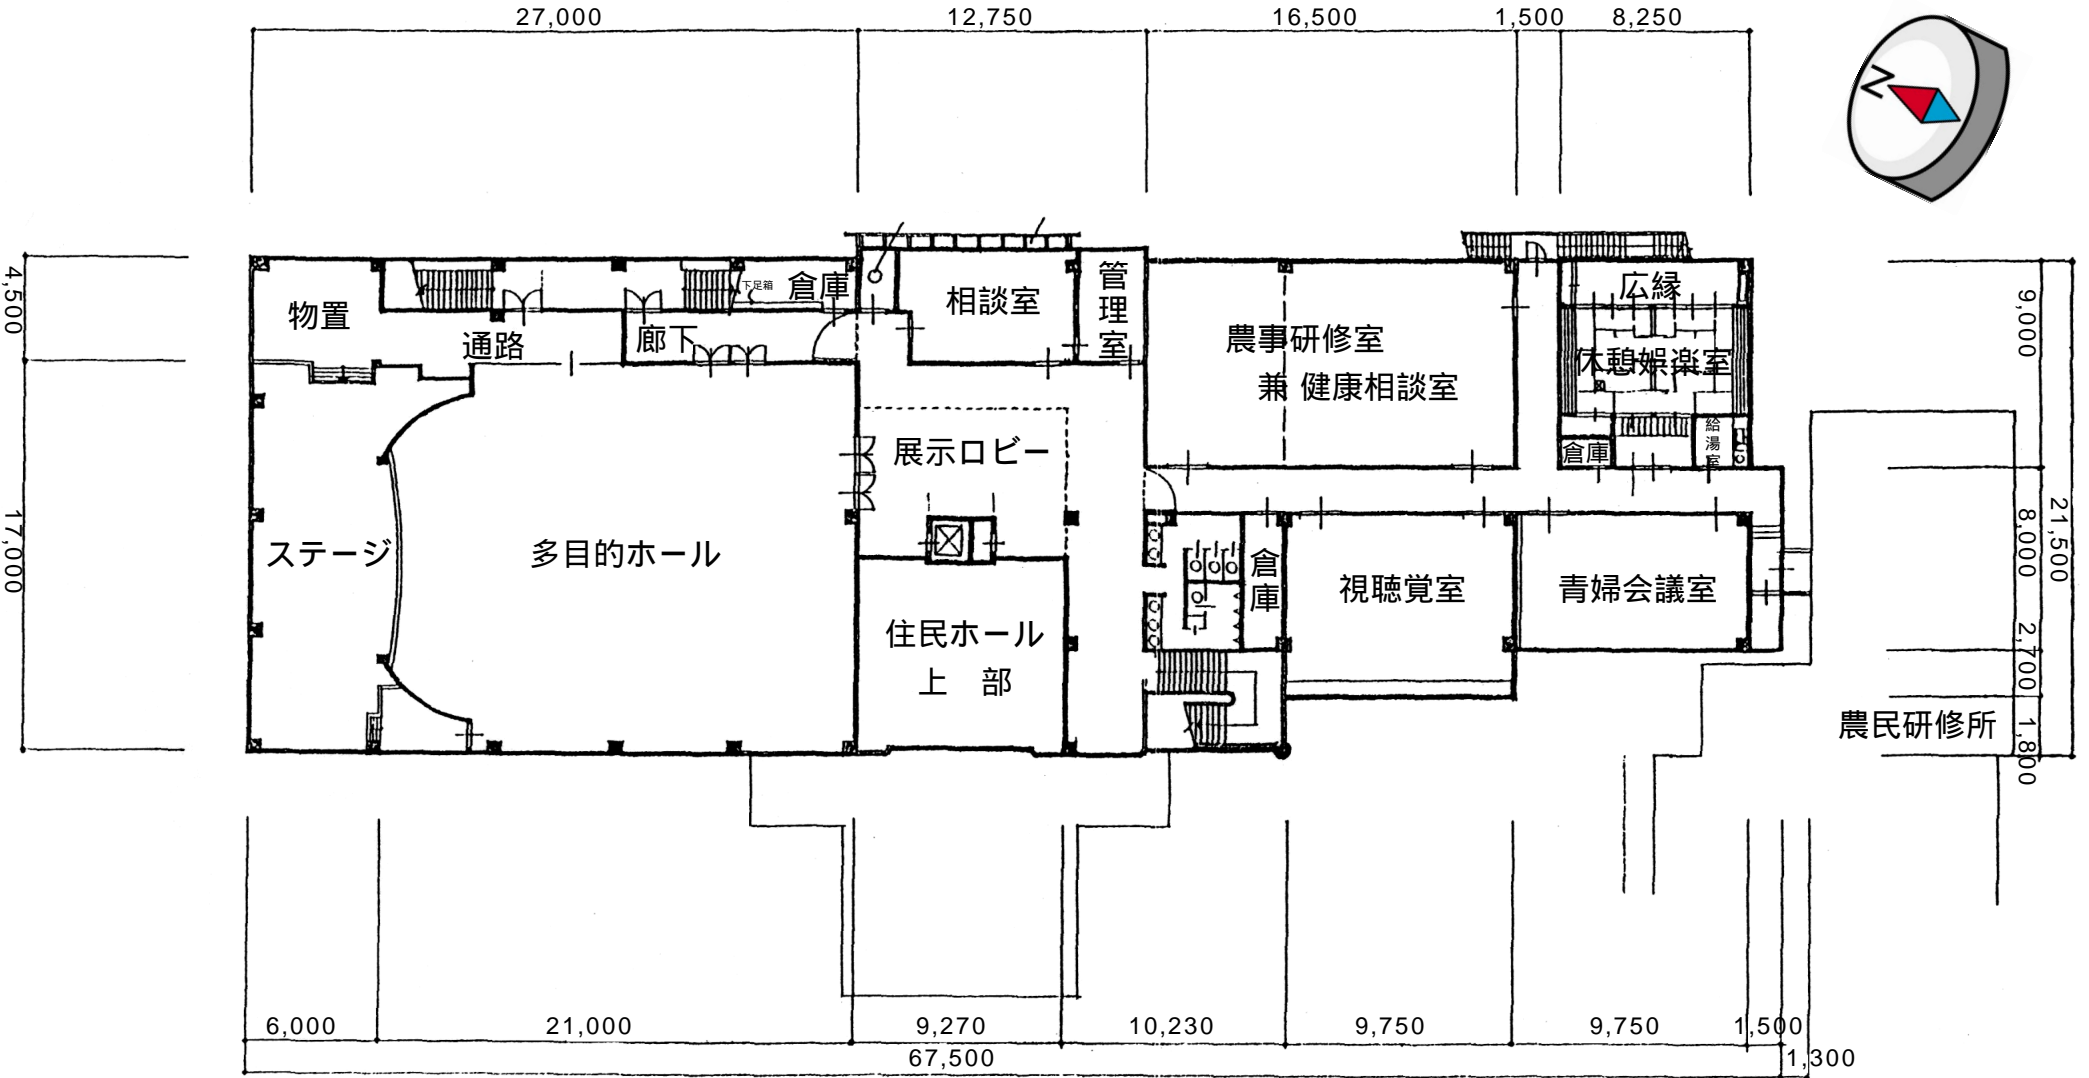 27,000
12,750
16,500
1,500
8,250
N
4,500
17,000
物置
通路
廊下
下足箱
倉庫
相談室
管理室
農事研修室
兼 健康相談室
広縁
休憩娯楽室
倉庫
給湯室
展示ロビー
ステージ
多目的ホール
住民ホール
上 部
倉庫
視聴覚室
青婦会議室
農民研修所
9,000
8,000
2,700
1,800
21,500
6,000
21,000
9,270
10,230
9,750
9,750
1,500
67,500
1,300